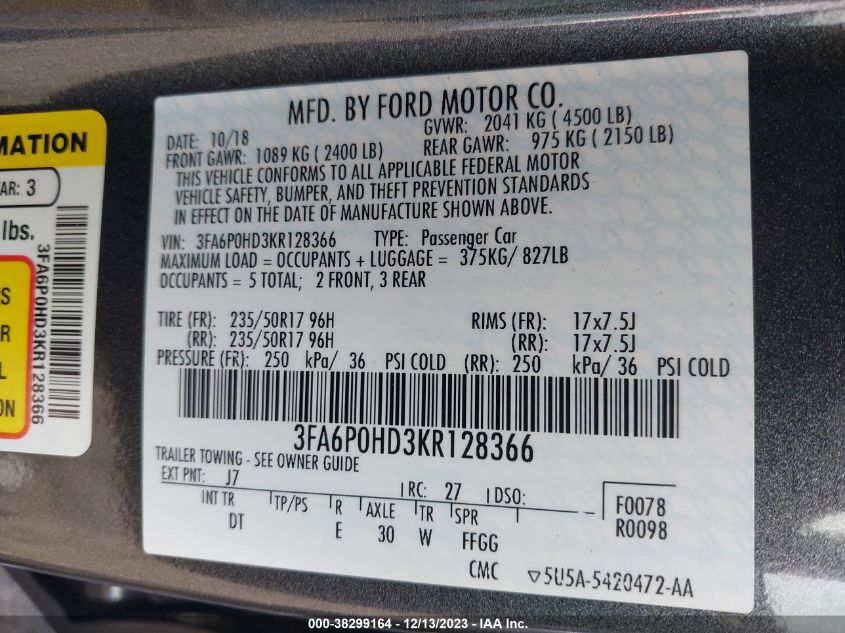 MFD. BY FORD MOTOR CO.
DATE: 10/18 GVWR: 2041 KG ( 4500 LB)
FRONT GAWR: 1089 KG ( 2400 LB) REAR GAWR: 975 KG ( 2150 LB)
THIS VEHICLE CONFORMS TO ALL APPLICABLE FEDERAL MOTOR
VEHICLE SAFETY, BUMPER, AND THEFT PREVENTION STANDARDS
IN EFFECT ON THE DATE OF MANUFACTURE SHOWN ABOVE.
VIN: 3FA6P0HD3KR128366 TYPE: Passenger Car
MAXIMUM LOAD = OCCUPANTS + LUGGAGE = 375KG/ 827LB
OCCUPANTS = 5 TOTAL; 2 FRONT, 3 REAR
TIRE (FR): 235/50R17 96H RIMS (FR): 17x7.5J
(RR): 235/50R17 96H (RR): 17x7.5J
PRESSURE (FR): 250 kPa/ 36 PSI COLD (RR): 250 kPa/ 36 PSI COLD
3FA6P0HD3KR128366
TRAILER TOWING - SEE OWNER GUIDE
EXT PNT: J7 RC: 27 DSO:
INT TR TP/PS R AXLE TR SPR F0078
DT E 30 W FFGG R0098
CMC ▽5U5A-5420472-AA
MATION
AR: 3
lbs.
3FA6P0HD3KR128366
PS
R
L
ON
000-38299164 - 12/13/2023 - IAA Inc.